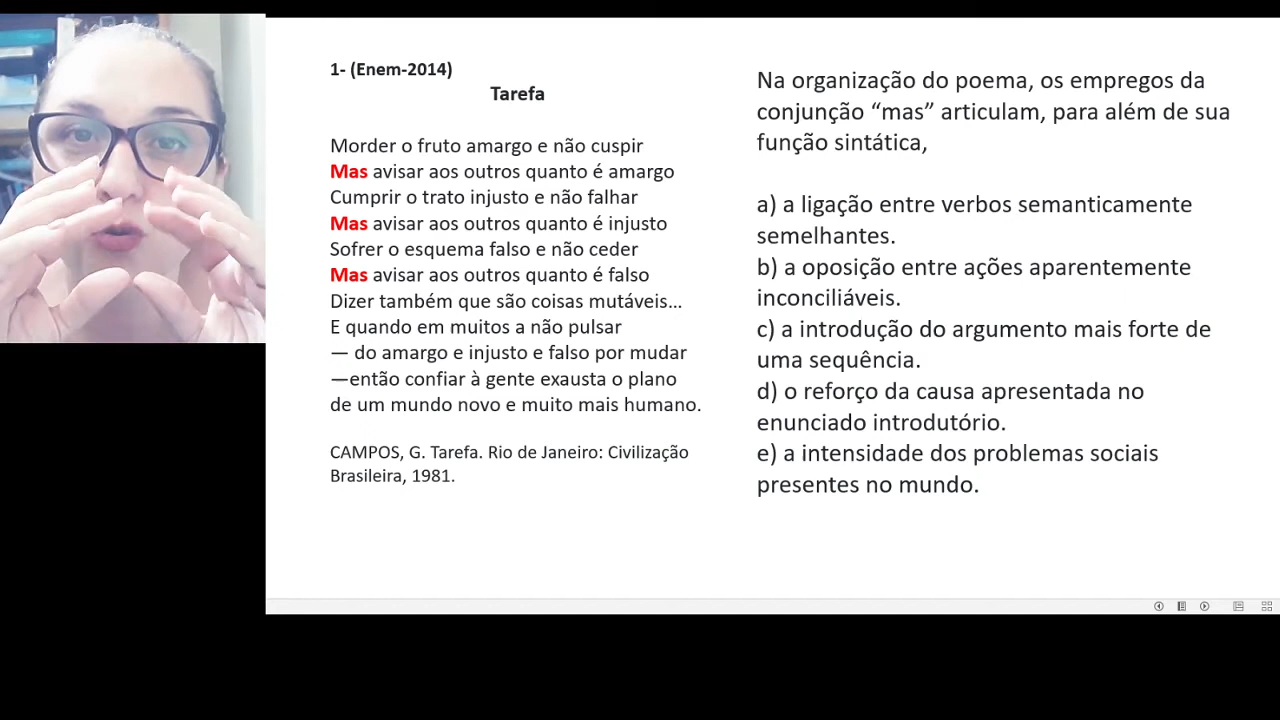 1- (Enem-2014)
Tarefa
Morder o fruto amargo e não cuspir
Mas avisar aos outros quanto é amargo
Cumprir o trato injusto e não falhar
Mas avisar aos outros quanto é injusto
Sofrer o esquema falso e não ceder
Mas avisar aos outros quanto é falso
Dizer também que são coisas mutáveis...
E quando em muitos a não pulsar
— do amargo e injusto e falso por mudar
—então confiar à gente exausta o plano
de um mundo novo e muito mais humano.
CAMPOS, G. Tarefa. Rio de Janeiro: Civilização
Brasileira, 1981.
Na organização do poema, os empregos da
conjunção “mas” articulam, para além de sua
função sintática,
a) a ligação entre verbos semanticamente
semelhantes.
b) a oposição entre ações aparentemente
inconciliáveis.
c) a introdução do argumento mais forte de
uma sequência.
d) o reforço da causa apresentada no
enunciado introdutório.
e) a intensidade dos problemas sociais
presentes no mundo.